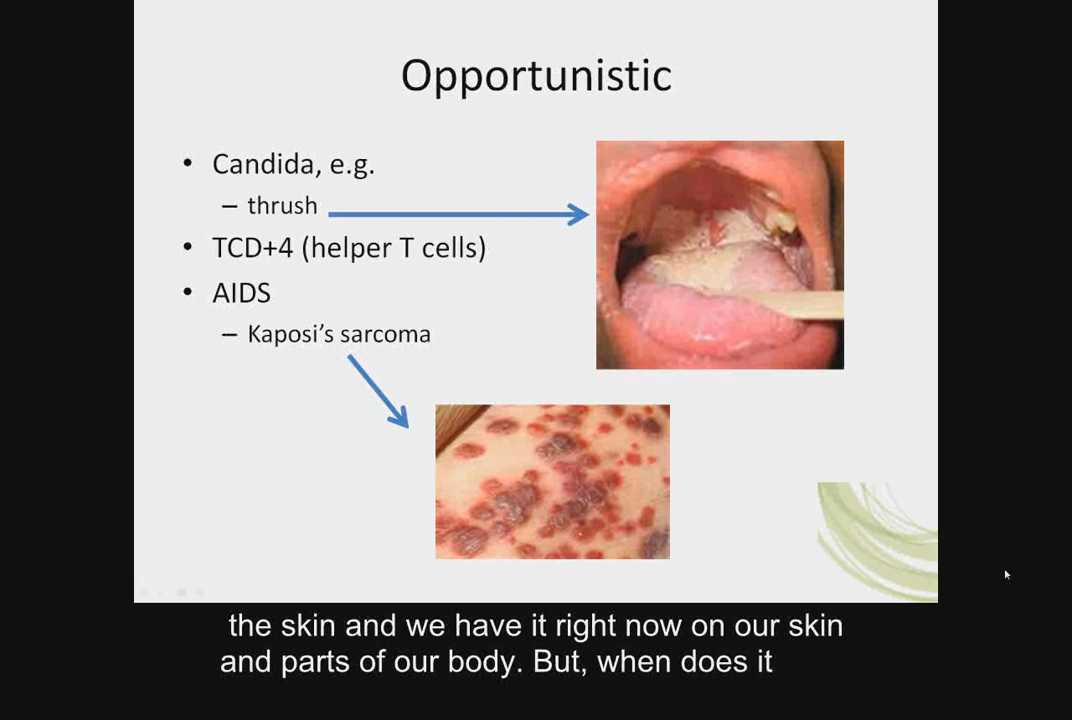 Opportunistic
• Candida, e.g.
– thrush
• TCD+4 (helper T cells)
• AIDS
– Kaposi's sarcoma
the skin and we have it right now on our skin
and parts of our body. But, when does it